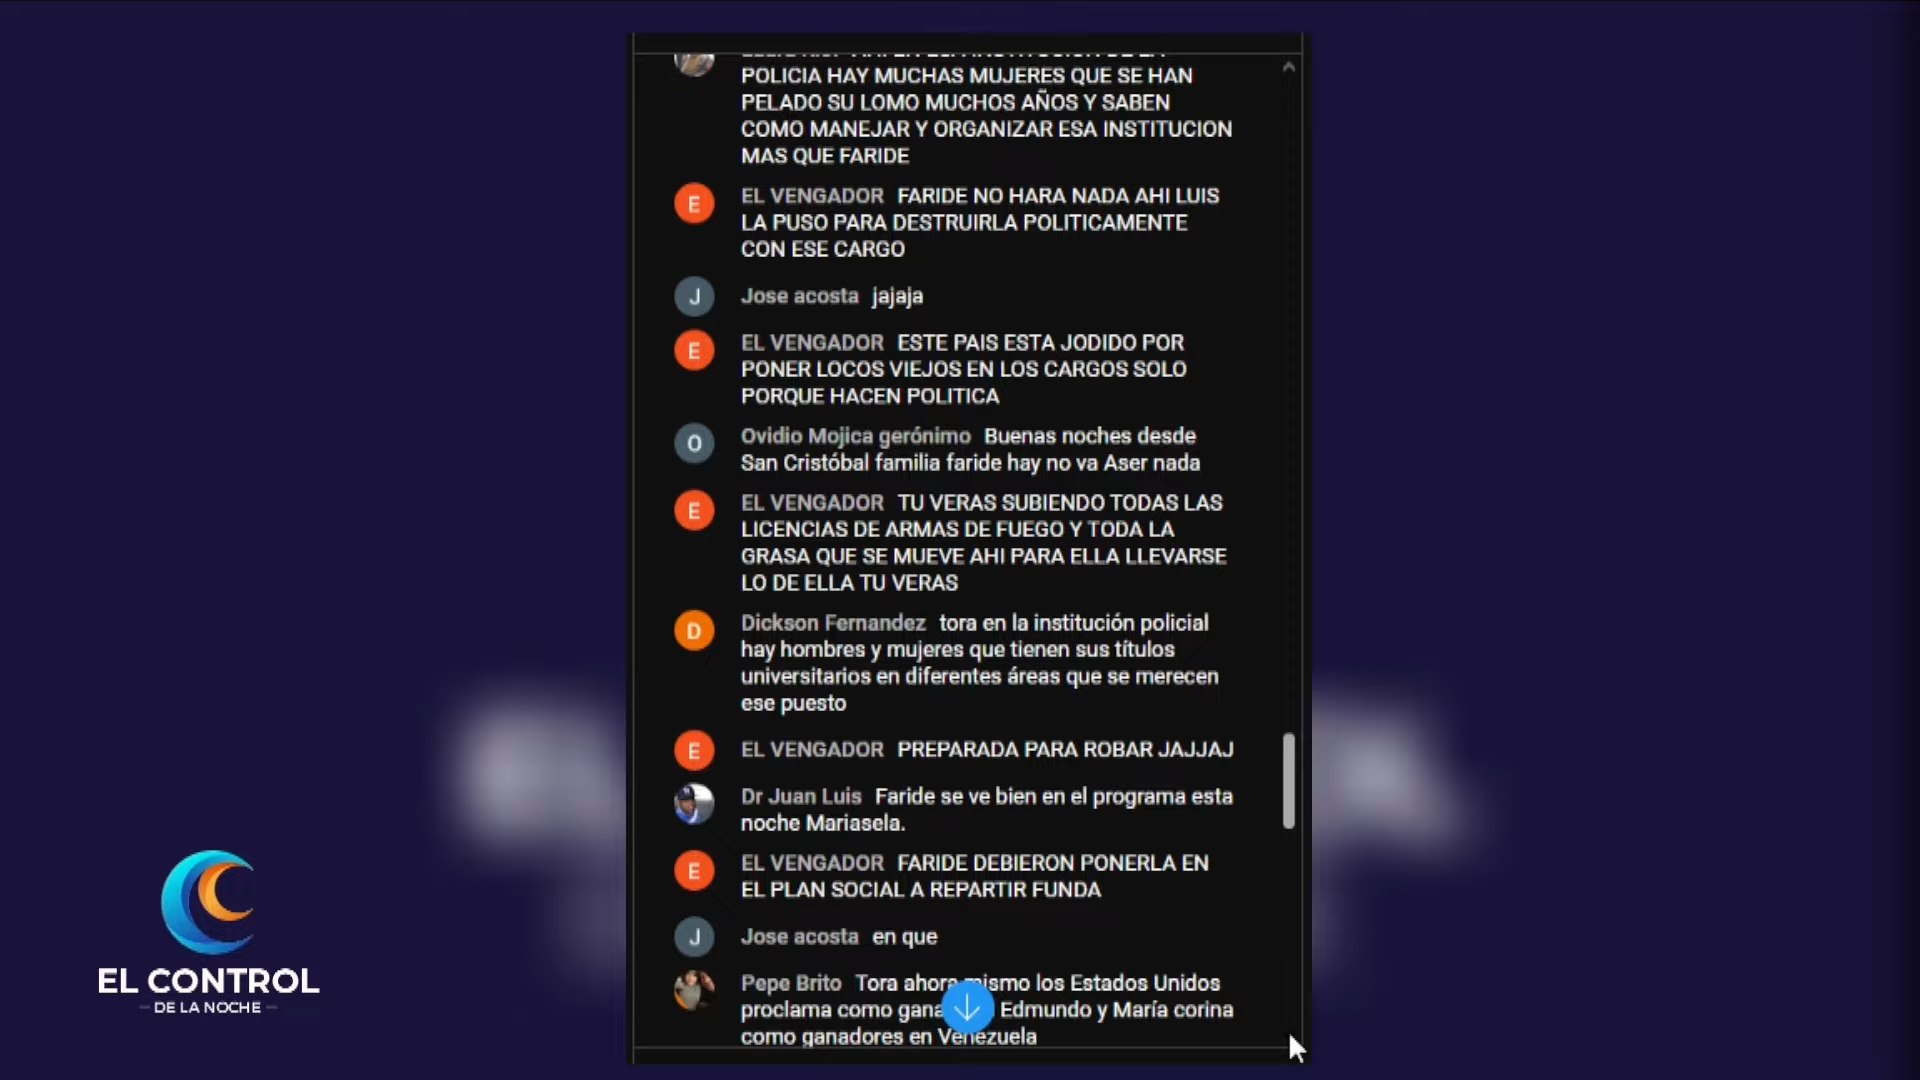 POLICIA HAY MUCHAS MUJERES QUE SE HAN
PELADO SU LOMO MUCHOS AÑOS Y SABEN
COMO MANEJAR Y ORGANIZAR ESA INSTITUCION
MAS QUE FARIDE
E EL VENGADOR FARIDE NO HARA NADA AHI LUIS
LA PUSO PARA DESTRUIRLA POLITICAMENTE
CON ESE CARGO
J Jose acosta jajaja
E EL VENGADOR ESTE PAIS ESTA JODIDO POR
PONER LOCOS VIEJOS EN LOS CARGOS SOLO
PORQUE HACEN POLITICA
O Ovidio Mojica gerónimo Buenas noches desde
San Cristóbal familia faride hay no va Aser nada
E EL VENGADOR TU VERAS SUBIENDO TODAS LAS
LICENCIAS DE ARMAS DE FUEGO Y TODA LA
GRASA QUE SE MUEVE AHI PARA ELLA LLEVARSE
LO DE ELLA TU VERAS
D Dickson Fernandez tora en la institución policial
hay hombres y mujeres que tienen sus títulos
universitarios en diferentes áreas que se merecen
ese puesto
E EL VENGADOR PREPARADA PARA ROBAR JAJJAJ
Dr Juan Luis Faride se ve bien en el programa esta
noche Mariasela.
E EL VENGADOR FARIDE DEBIERON PONERLA EN
EL PLAN SOCIAL A REPARTIR FUNDA
J Jose acosta en que
Pepe Brito Tora ahora mismo los Estados Unidos
proclama como Edmundo y María corina
como ganadores en Venezuela
EL CONTROL
DE LA NOCHE